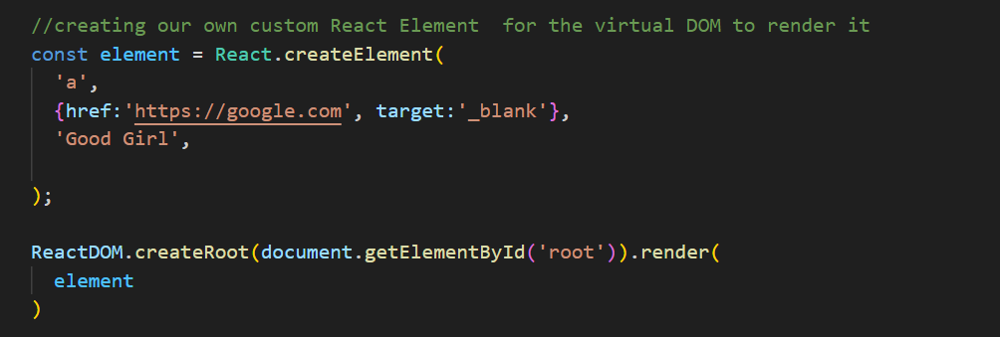 //creating our own custom React Element  for the virtual DOM to render it
const element = React.createElement(
  'a',
  {href:'https://google.com', target:'_blank'},
  'Good Girl',
);
ReactDOM.createRoot(document.getElementById('root')).render(
  element
)